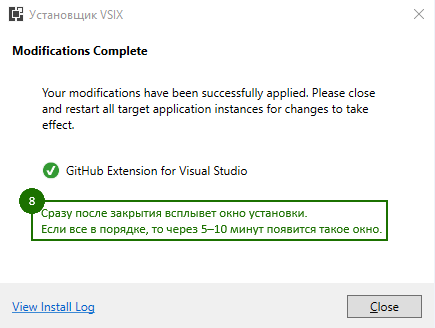 Установщик VSIX
Modifications Complete
Your modifications have been successfully applied. Please close
and restart all target application instances for changes to take
effect.
GitHub Extension for Visual Studio
8
Сразу после закрытия всплывет окно установки.
Если все в порядке, то через 5–10 минут появится такое окно.
View Install Log
Close